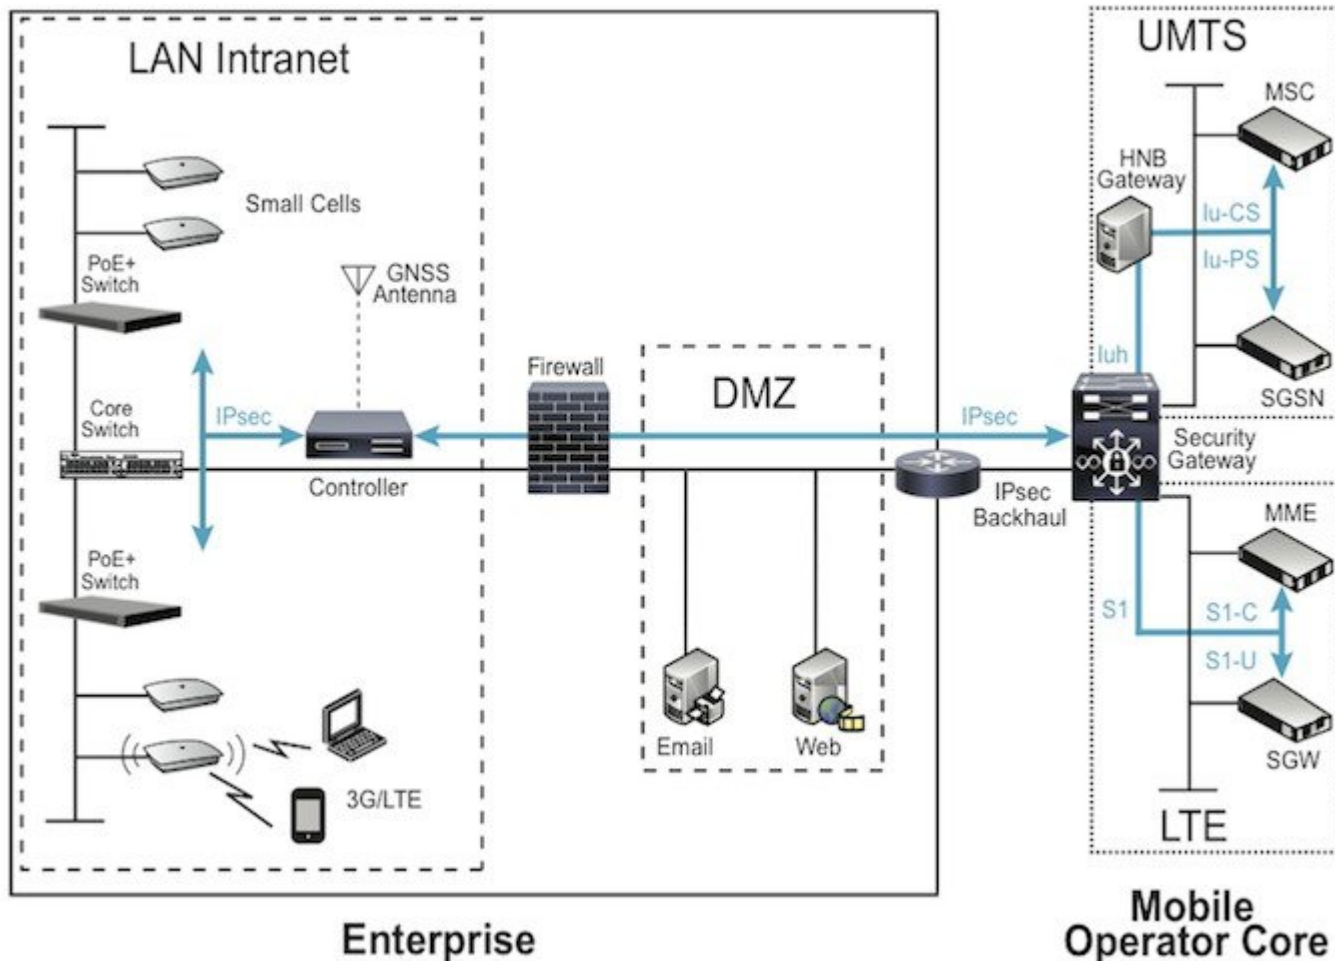 LAN Intranet
Small Cells
PoE+
Switch
GNSS
Antenna
Core
Switch
IPsec
Controller
PoE+
Switch
3G/LTE
Firewall
DMZ
Email
Web
IPsec
IPsec
Backhaul
Enterprise
UMTS
MSC
HNB
Gateway
Iu-CS
Iu-PS
Iuh
SGSN
Security
Gateway
MME
S1
S1-C
S1-U
SGW
LTE
Mobile
Operator Core